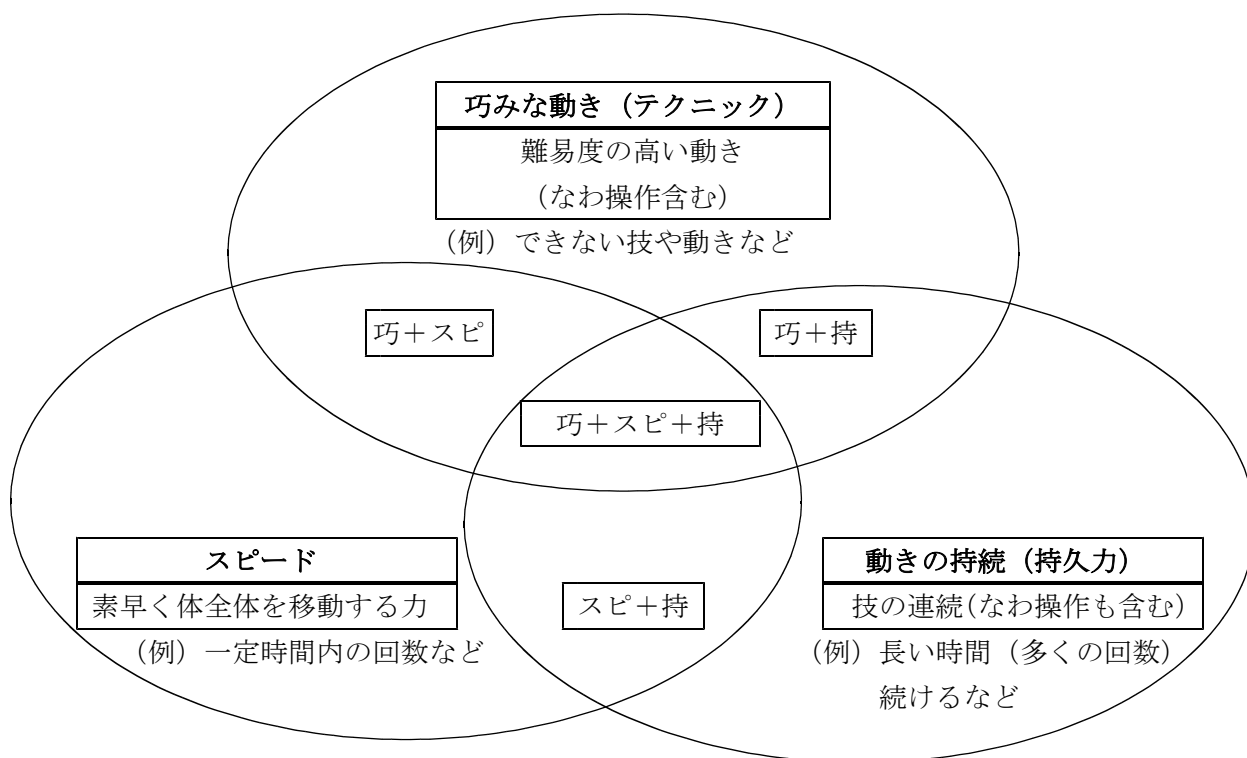 巧みな動き（テクニック）
難易度の高い動き
（なわ操作含む）
（例）できない技や動きなど
巧＋スピ
巧＋持
巧＋スピ＋持
スピード
素早く体全体を移動する力
（例）一定時間内の回数など
スピ＋持
動きの持続（持久力）
技の連続（なわ操作も含む）
（例）長い時間（多くの回数）
続けるなど